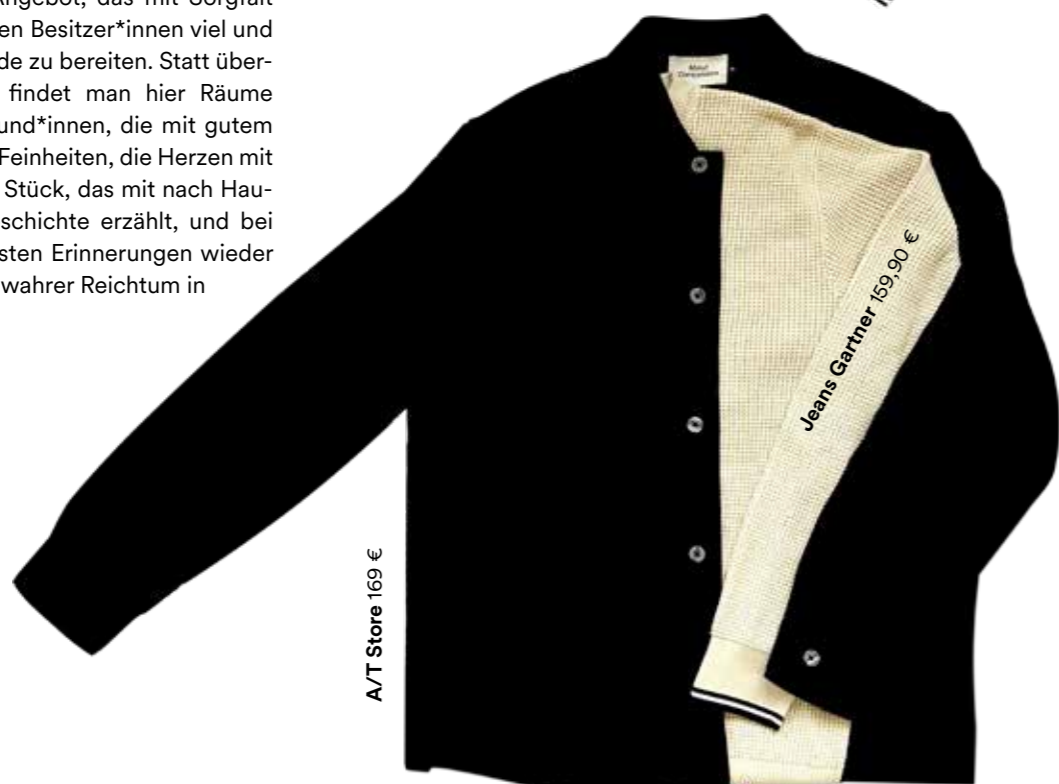 Angebot, das mit Sorgfalt
en Besitzer*innen viel und
de zu bereiten. Statt über-
findet man hier Räume
und*innen, die mit gutem
Feinheiten, die Herzen mit
Stück, das mit nach Hau-
schichte erzählt, und bei
sten Erinnerungen wieder
wahrer Reichtum in
Jeans Gartner 159,90 €
A/T Store 169 €